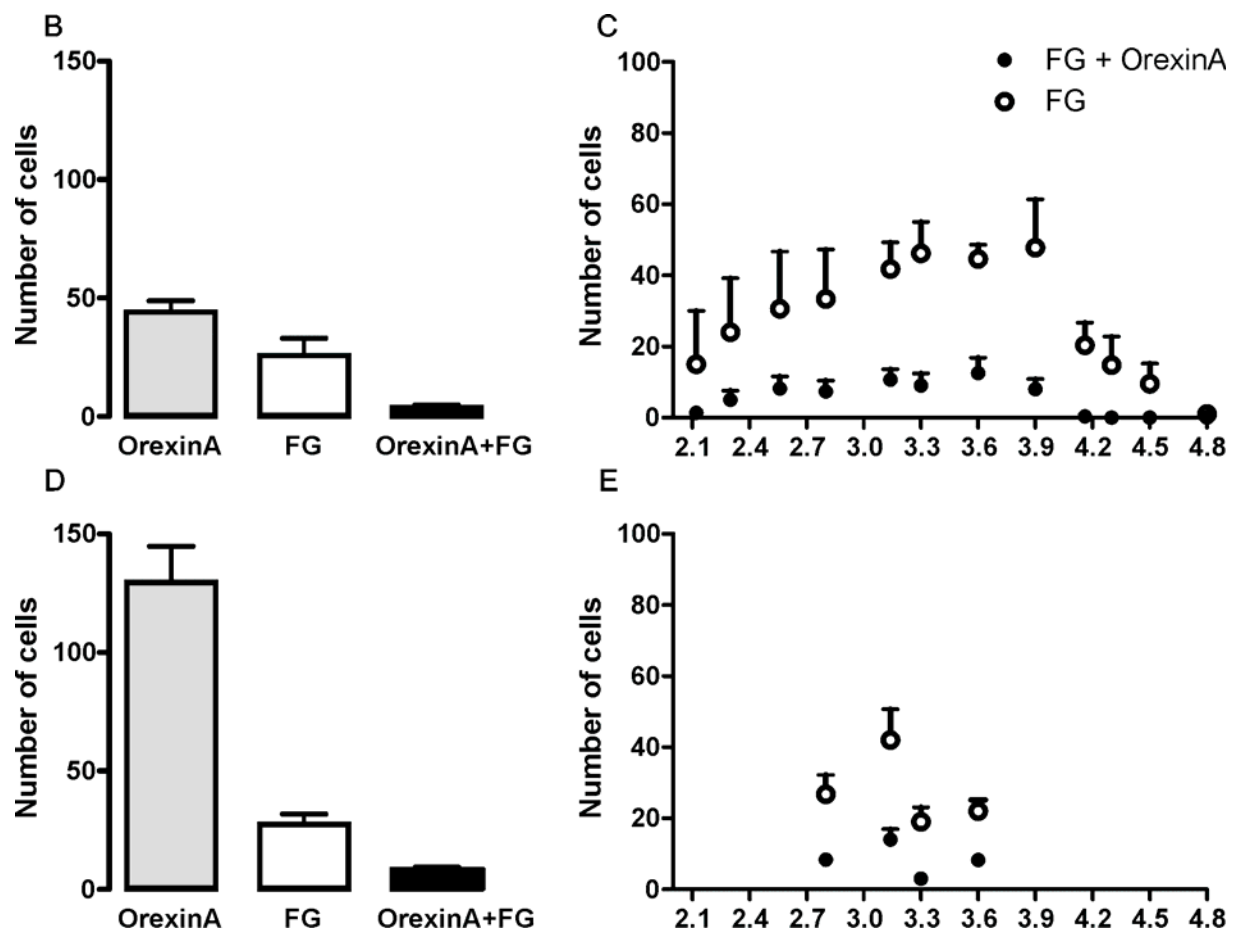 B
150
100
50
0
Number of cells
OrexinA FG OrexinA+FG
C
FG + OrexinA
FG
100
80
60
40
20
0
Number of cells
2.1 2.4 2.7 3.0 3.3 3.6 3.9 4.2 4.5 4.8
D
150
100
50
0
Number of cells
OrexinA FG OrexinA+FG
E
100
80
60
40
20
0
Number of cells
2.1 2.4 2.7 3.0 3.3 3.6 3.9 4.2 4.5 4.8